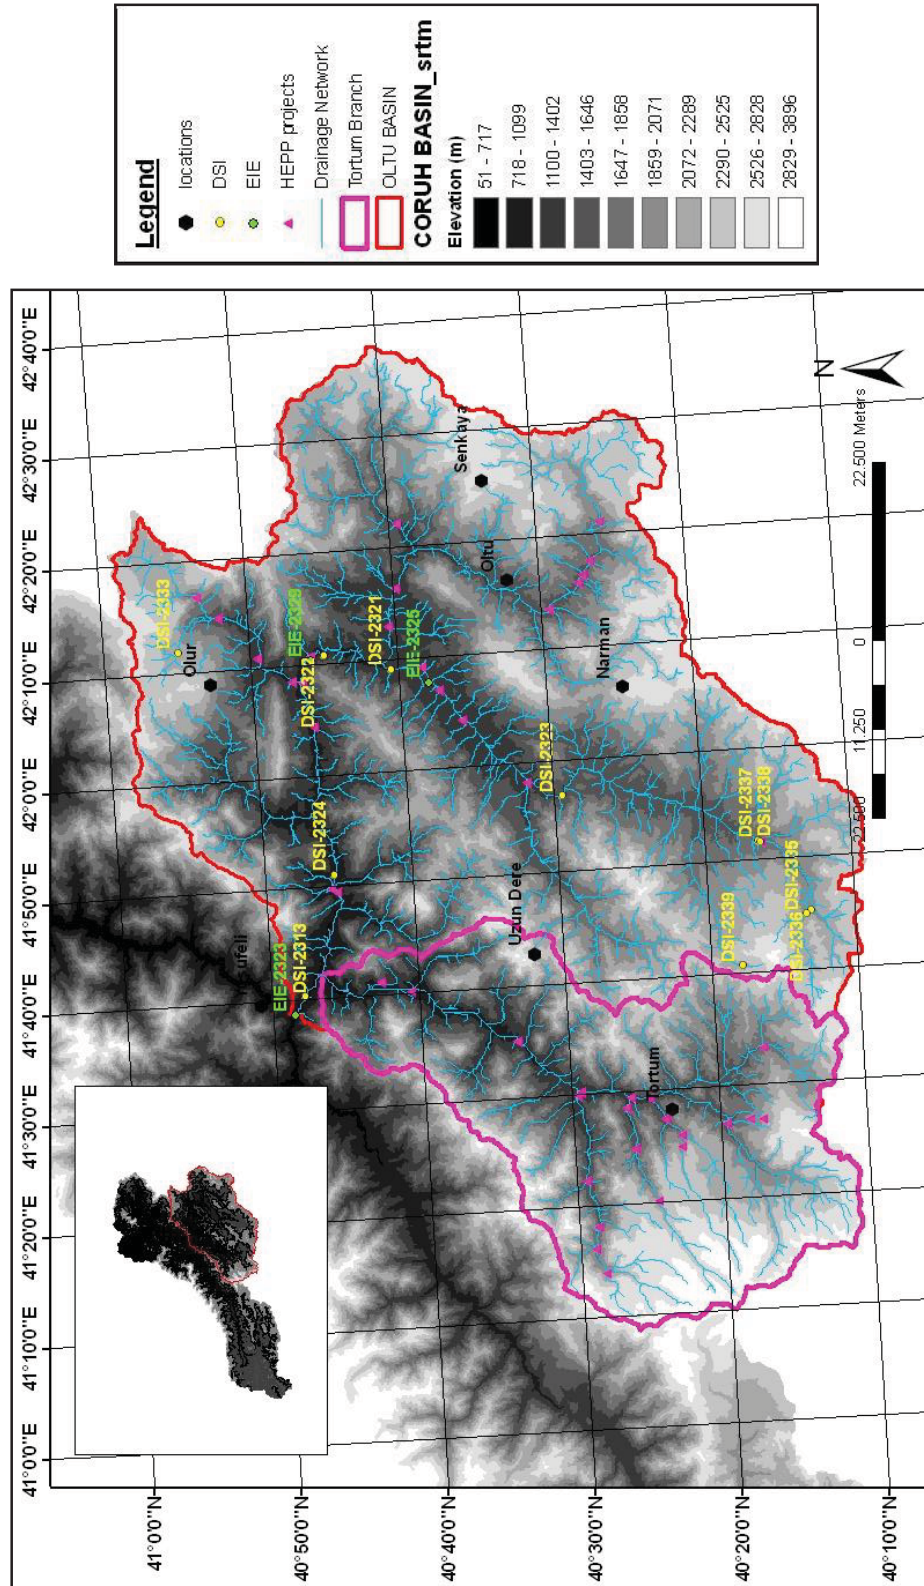 Legend
locations
DSI
EIE
HEPP projects
Drainage Network
Tortum Branch
OLTU BASIN
CORUH BASIN_srtm
Elevation (m)
51 - 717
718 - 1099
1100 - 1402
1403 - 1646
1647 - 1858
1859 - 2071
2072 - 2289
2290 - 2525
2526 - 2828
2829 - 3896
41°0'0"E
41°10'0"E
41°20'0"E
41°30'0"E
41°40'0"E
41°50'0"E
42°0'0"E
42°10'0"E
42°20'0"E
42°30'0"E
42°40'0"E
41°0'0"N
40°50'0"N
40°40'0"N
40°30'0"N
40°20'0"N
40°10'0"N
DSI-2333
Olur
EIE-2329
DSI-2322
DSI-2321
EIE-2325
Senkaya
Oltu
DSI-2324
ufeli
EIE-2323
DSI-2313
DSI-2323
Narman
Uzun Dere
Tortum
DSI-2337
DSI-2338
DSI-2339
DSI-2335
DSI-2336
N
22.500
11.250
0
22.500 Meters